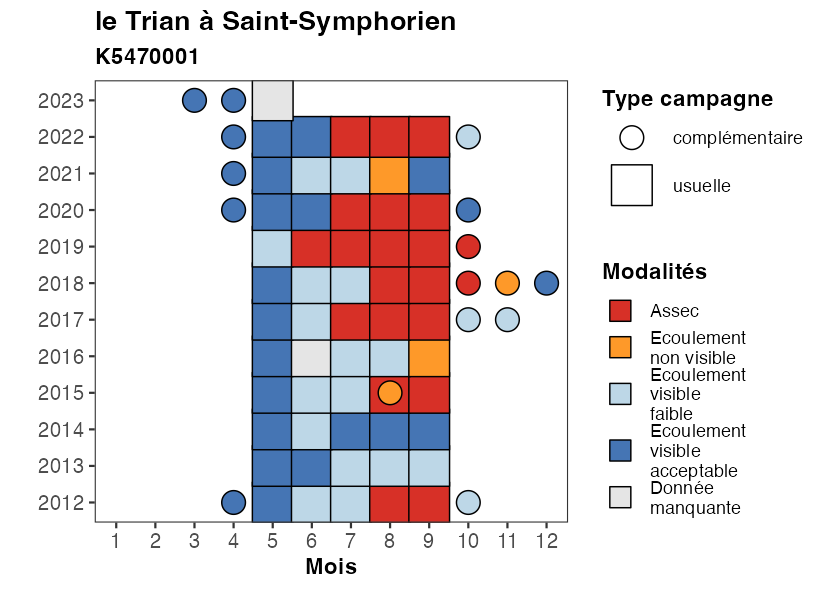 le Trian à Saint-Symphorien
K5470001
2023
2022
2021
2020
2019
2018
2017
2016
2015
2014
2013
2012
1 2 3 4 5 6 7 8 9 10 11 12
Mois
Type campagne
complémentaire
usuelle
Modalités
Assec
Ecoulement
non visible
Ecoulement
visible
faible
Ecoulement
visible
acceptable
Donnée
manquante